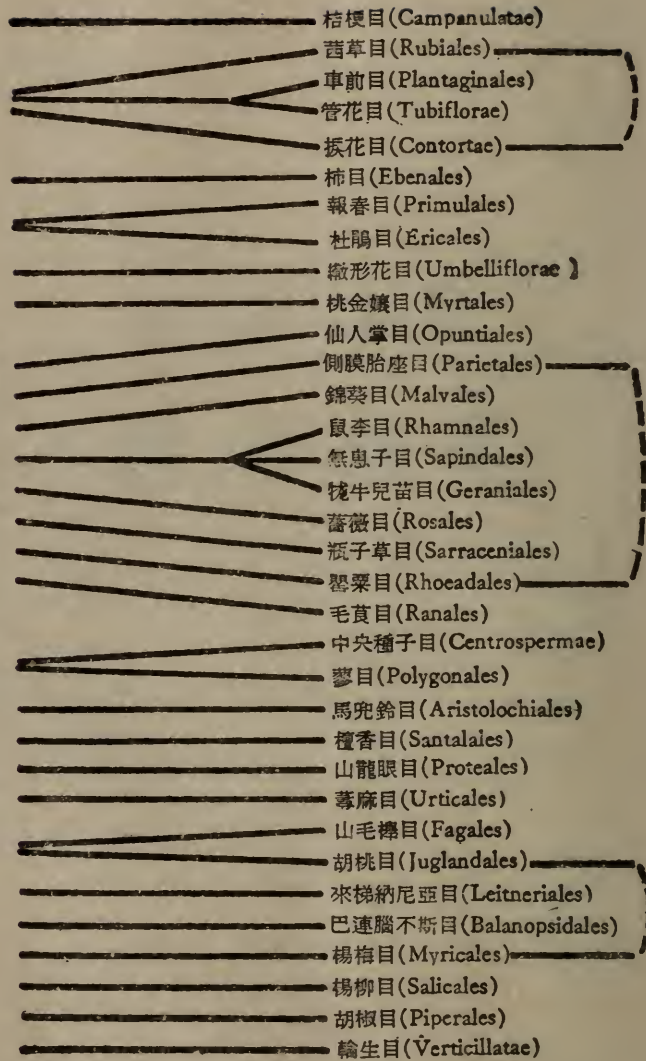 桔梗目(Campanulatae)
茜草目(Rubiales)
車前目(Plantaginales)
管花目(Tubiflorae)
捩花目(Contortae)
柿目(Ebenales)
報春目(Primulales)
杜鵑目(Ericales)
繖形花目(Umbelliflorae)
桃金孃目(Myrtales)
仙人掌目(Opuntiales)
側膜胎座目(Parietales)
錦葵目(Malvales)
鼠李目(Rhamnales)
無患子目(Sapindales)
牻牛兒苗目(Geraniales)
薔薇目(Rosales)
瓶子草目(Sarraceniales)
罌粟目(Rhoeadales)
毛茛目(Ranales)
中央種子目(Centrospermae)
蓼目(Polygonales)
馬兜鈴目(Aristolochiales)
檀香目(Santalales)
山龍眼目(Proteales)
蕁麻目(Urticales)
山毛櫸目(Fagales)
胡桃目(Juglandales)
來梯納尼亞目(Leitneriales)
巴連腦不斯目(Balanopsidales)
楊梅目(Myricales)
楊柳目(Salicales)
胡椒目(Piperales)
輪生目(Verticillatae)